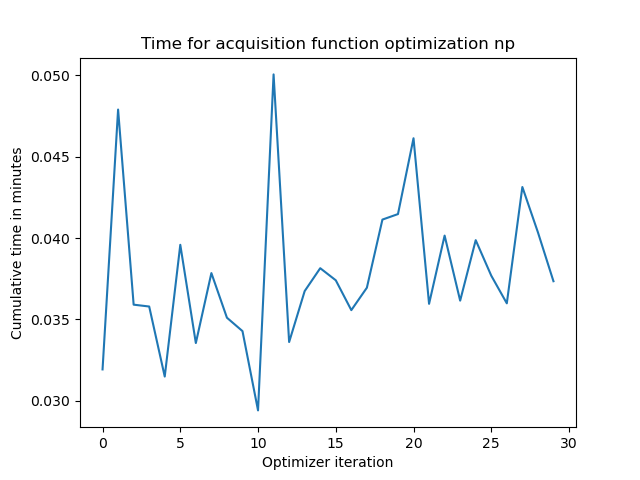 Time for acquisition function optimization np
0.050
0.045
0.040
0.035
0.030
Cumulative time in minutes
0 5 10 15 20 25 30
Optimizer iteration